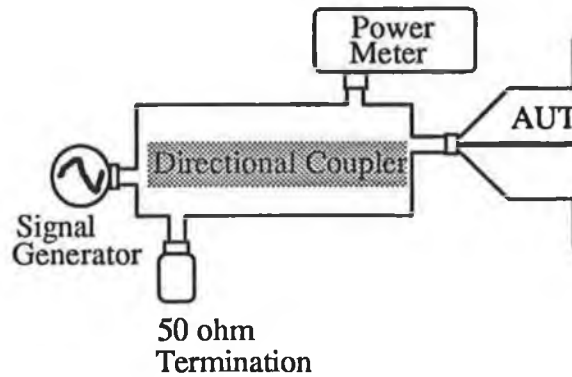 Power
Meter
AUT
Directional Coupler
Signal
Generator
50 ohm
Termination